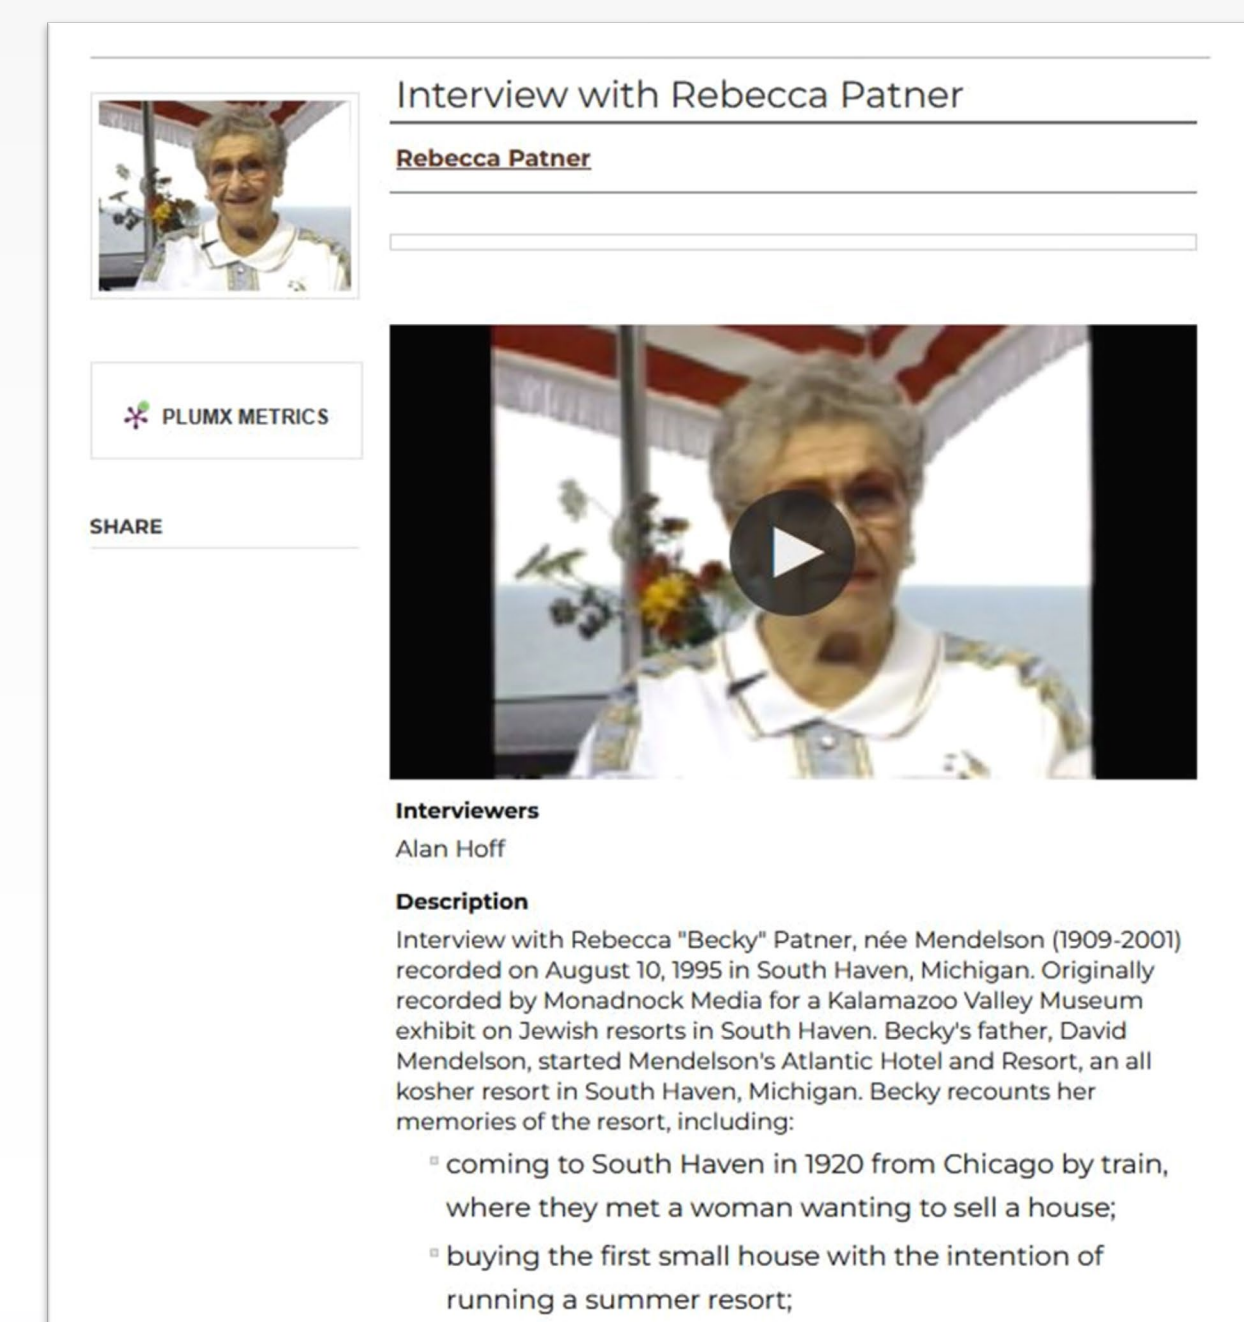 Interview with Rebecca Patner
Rebecca Patner
PLUMX METRICS
SHARE
Interviewers
Alan Hoff
Description
Interview with Rebecca "Becky" Patner, née Mendelson (1909-2001)
recorded on August 10, 1995 in South Haven, Michigan. Originally
recorded by Monadnock Media for a Kalamazoo Valley Museum
exhibit on Jewish resorts in South Haven. Becky's father, David
Mendelson, started Mendelson's Atlantic Hotel and Resort, an all
kosher resort in South Haven, Michigan. Becky recounts her
memories of the resort, including:
coming to South Haven in 1920 from Chicago by train,
where they met a woman wanting to sell a house;
buying the first small house with the intention of
running a summer resort;